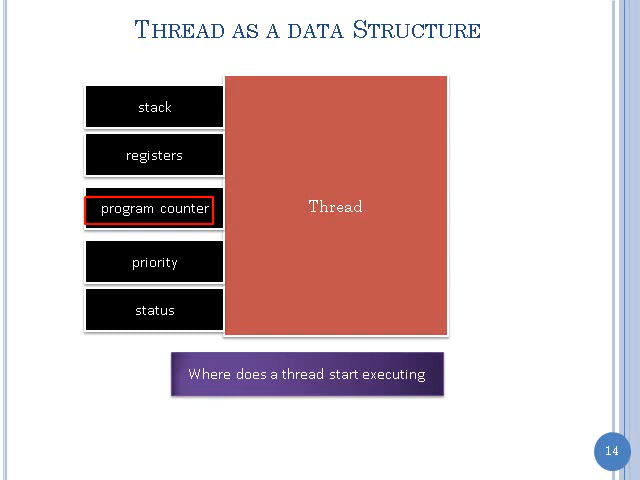 THREAD AS A DATA STRUCTURE
stack
registers
program counter
priority
status
Thread
Where does a thread start executing
14